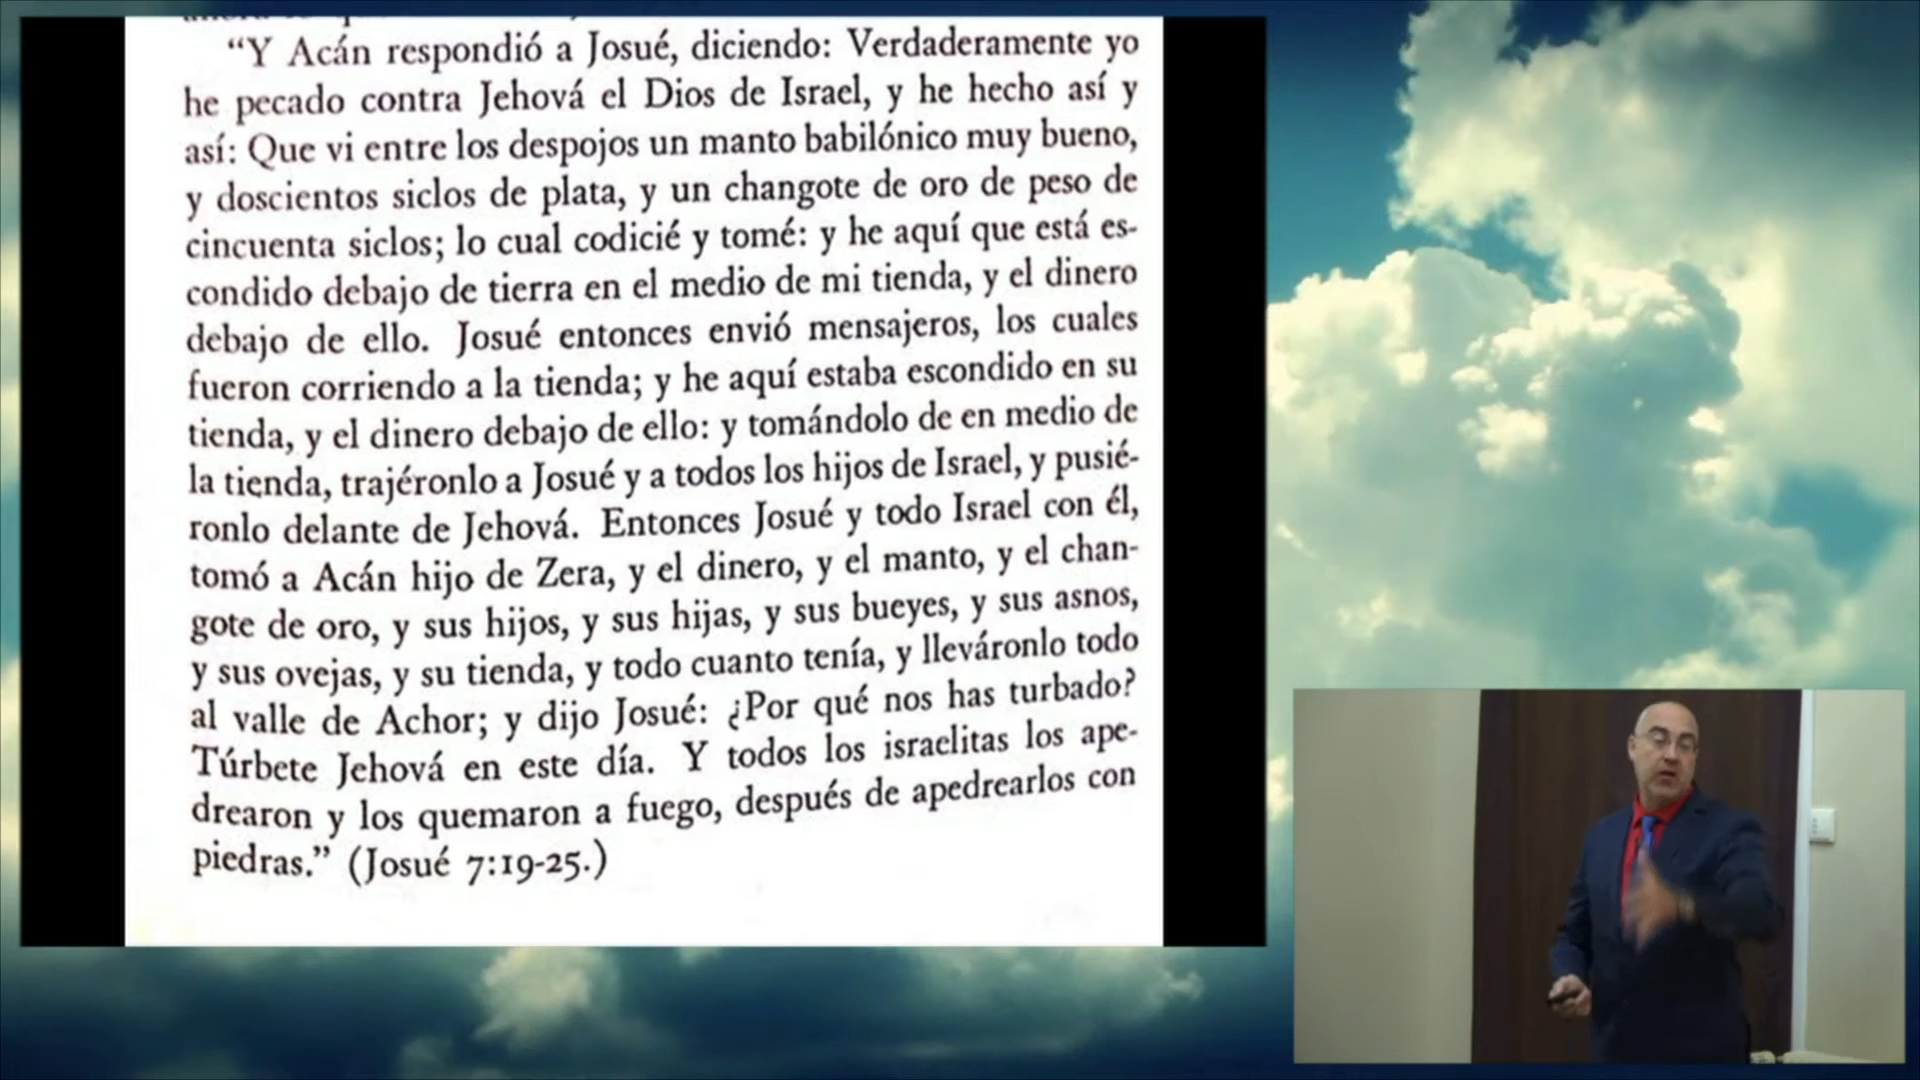 “Y Acán respondió a Josué, diciendo: Verdaderamente yo
he pecado contra Jehová el Dios de Israel, y he hecho así y
así: Que vi entre los despojos un manto babilónico muy bueno,
y doscientos siclos de plata, y un changote de oro de peso de
cincuenta siclos; lo cual codicié y tomé: y he aquí que está es-
condido debajo de tierra en el medio de mi tienda, y el dinero
debajo de ello. Josué entonces envió mensajeros, los cuales
fueron corriendo a la tienda; y he aquí estaba escondido en su
tienda, y el dinero debajo de ello: y tomándolo de en medio de
la tienda, trajéronlo a Josué y a todos los hijos de Israel, y pusié-
ronlo delante de Jehová. Entonces Josué y todo Israel con él,
tomó a Acán hijo de Zera, y el dinero, y el manto, y el chan-
gote de oro, y sus hijos, y sus hijas, y sus bueyes, y sus asnos,
y sus ovejas, y su tienda, y todo cuanto tenía, y lleváronlo todo
al valle de Achor; y dijo Josué: ¿Por qué nos has turbado?
Túrbete Jehová en este día. Y todos los israelitas los ape-
drearon y los quemaron a fuego, después de apedrearlos con
piedras.” (Josué 7:19-25.)